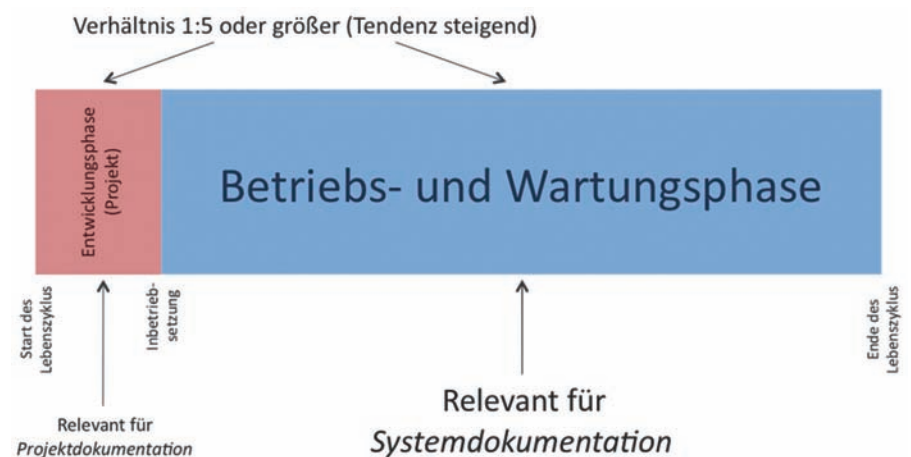 Verhältnis 1:5 oder größer (Tendenz steigend)
Entwicklungsphase
(Projekt)
Betriebs- und Wartungsphase
Start des
Lebenszyklus
Inbetrieb-
setzung
Ende des
Lebenszyklus
Relevant für
Projektdokumentation
Relevant für
Systemdokumentation